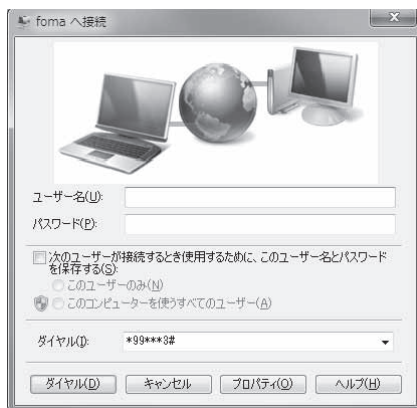 foma へ接続
ユーザー名(U):
パスワード(P):
次のユーザーが接続するとき使用するために、このユーザー名とパスワード
を保存する(S):
このユーザーのみ(N)
このコンピューターを使うすべてのユーザー(A)
ダイヤル(I): *99***3#
ダイヤル(D) キャンセル プロパティ(O) ヘルプ(H)